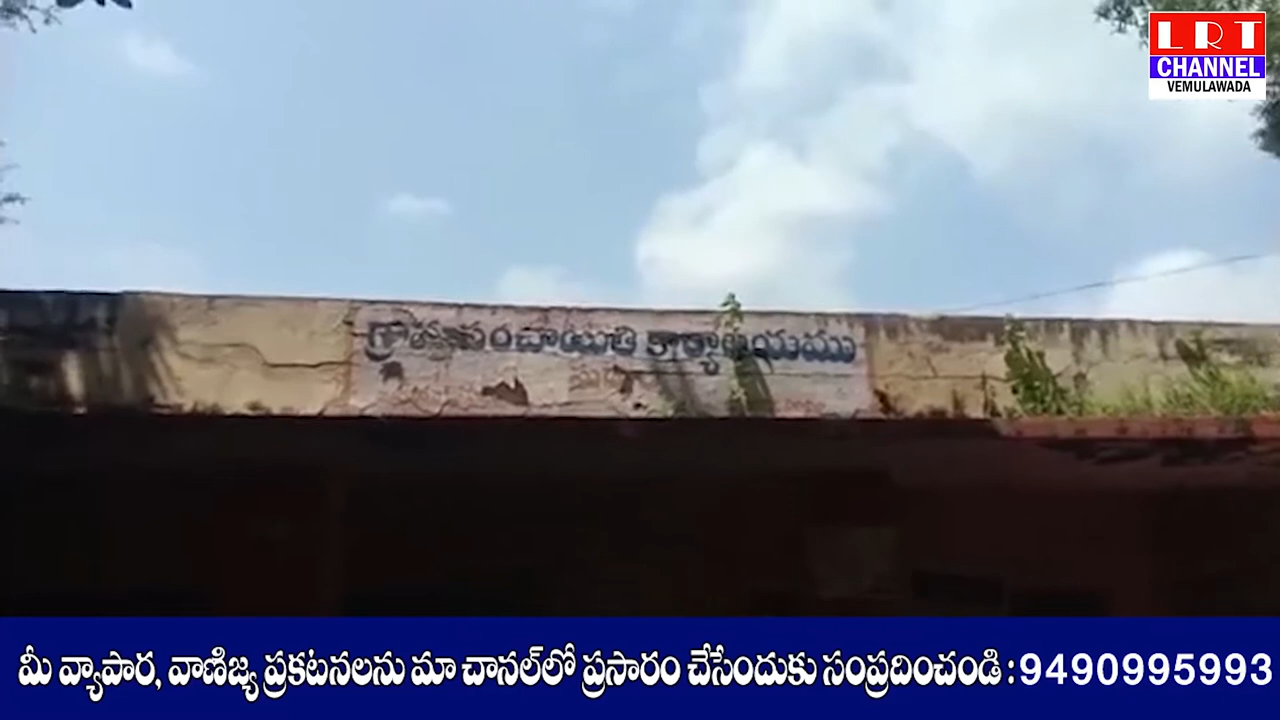 LRT
CHANNEL
VEMULAWADA
గ్రామపంచాయితి కార్యాలయము
మీ వ్యాపార, వాణిజ్య ప్రకటనలను మా చానల్‌లో ప్రసారం చేసేందుకు సంప్రదించండి : 9490995993